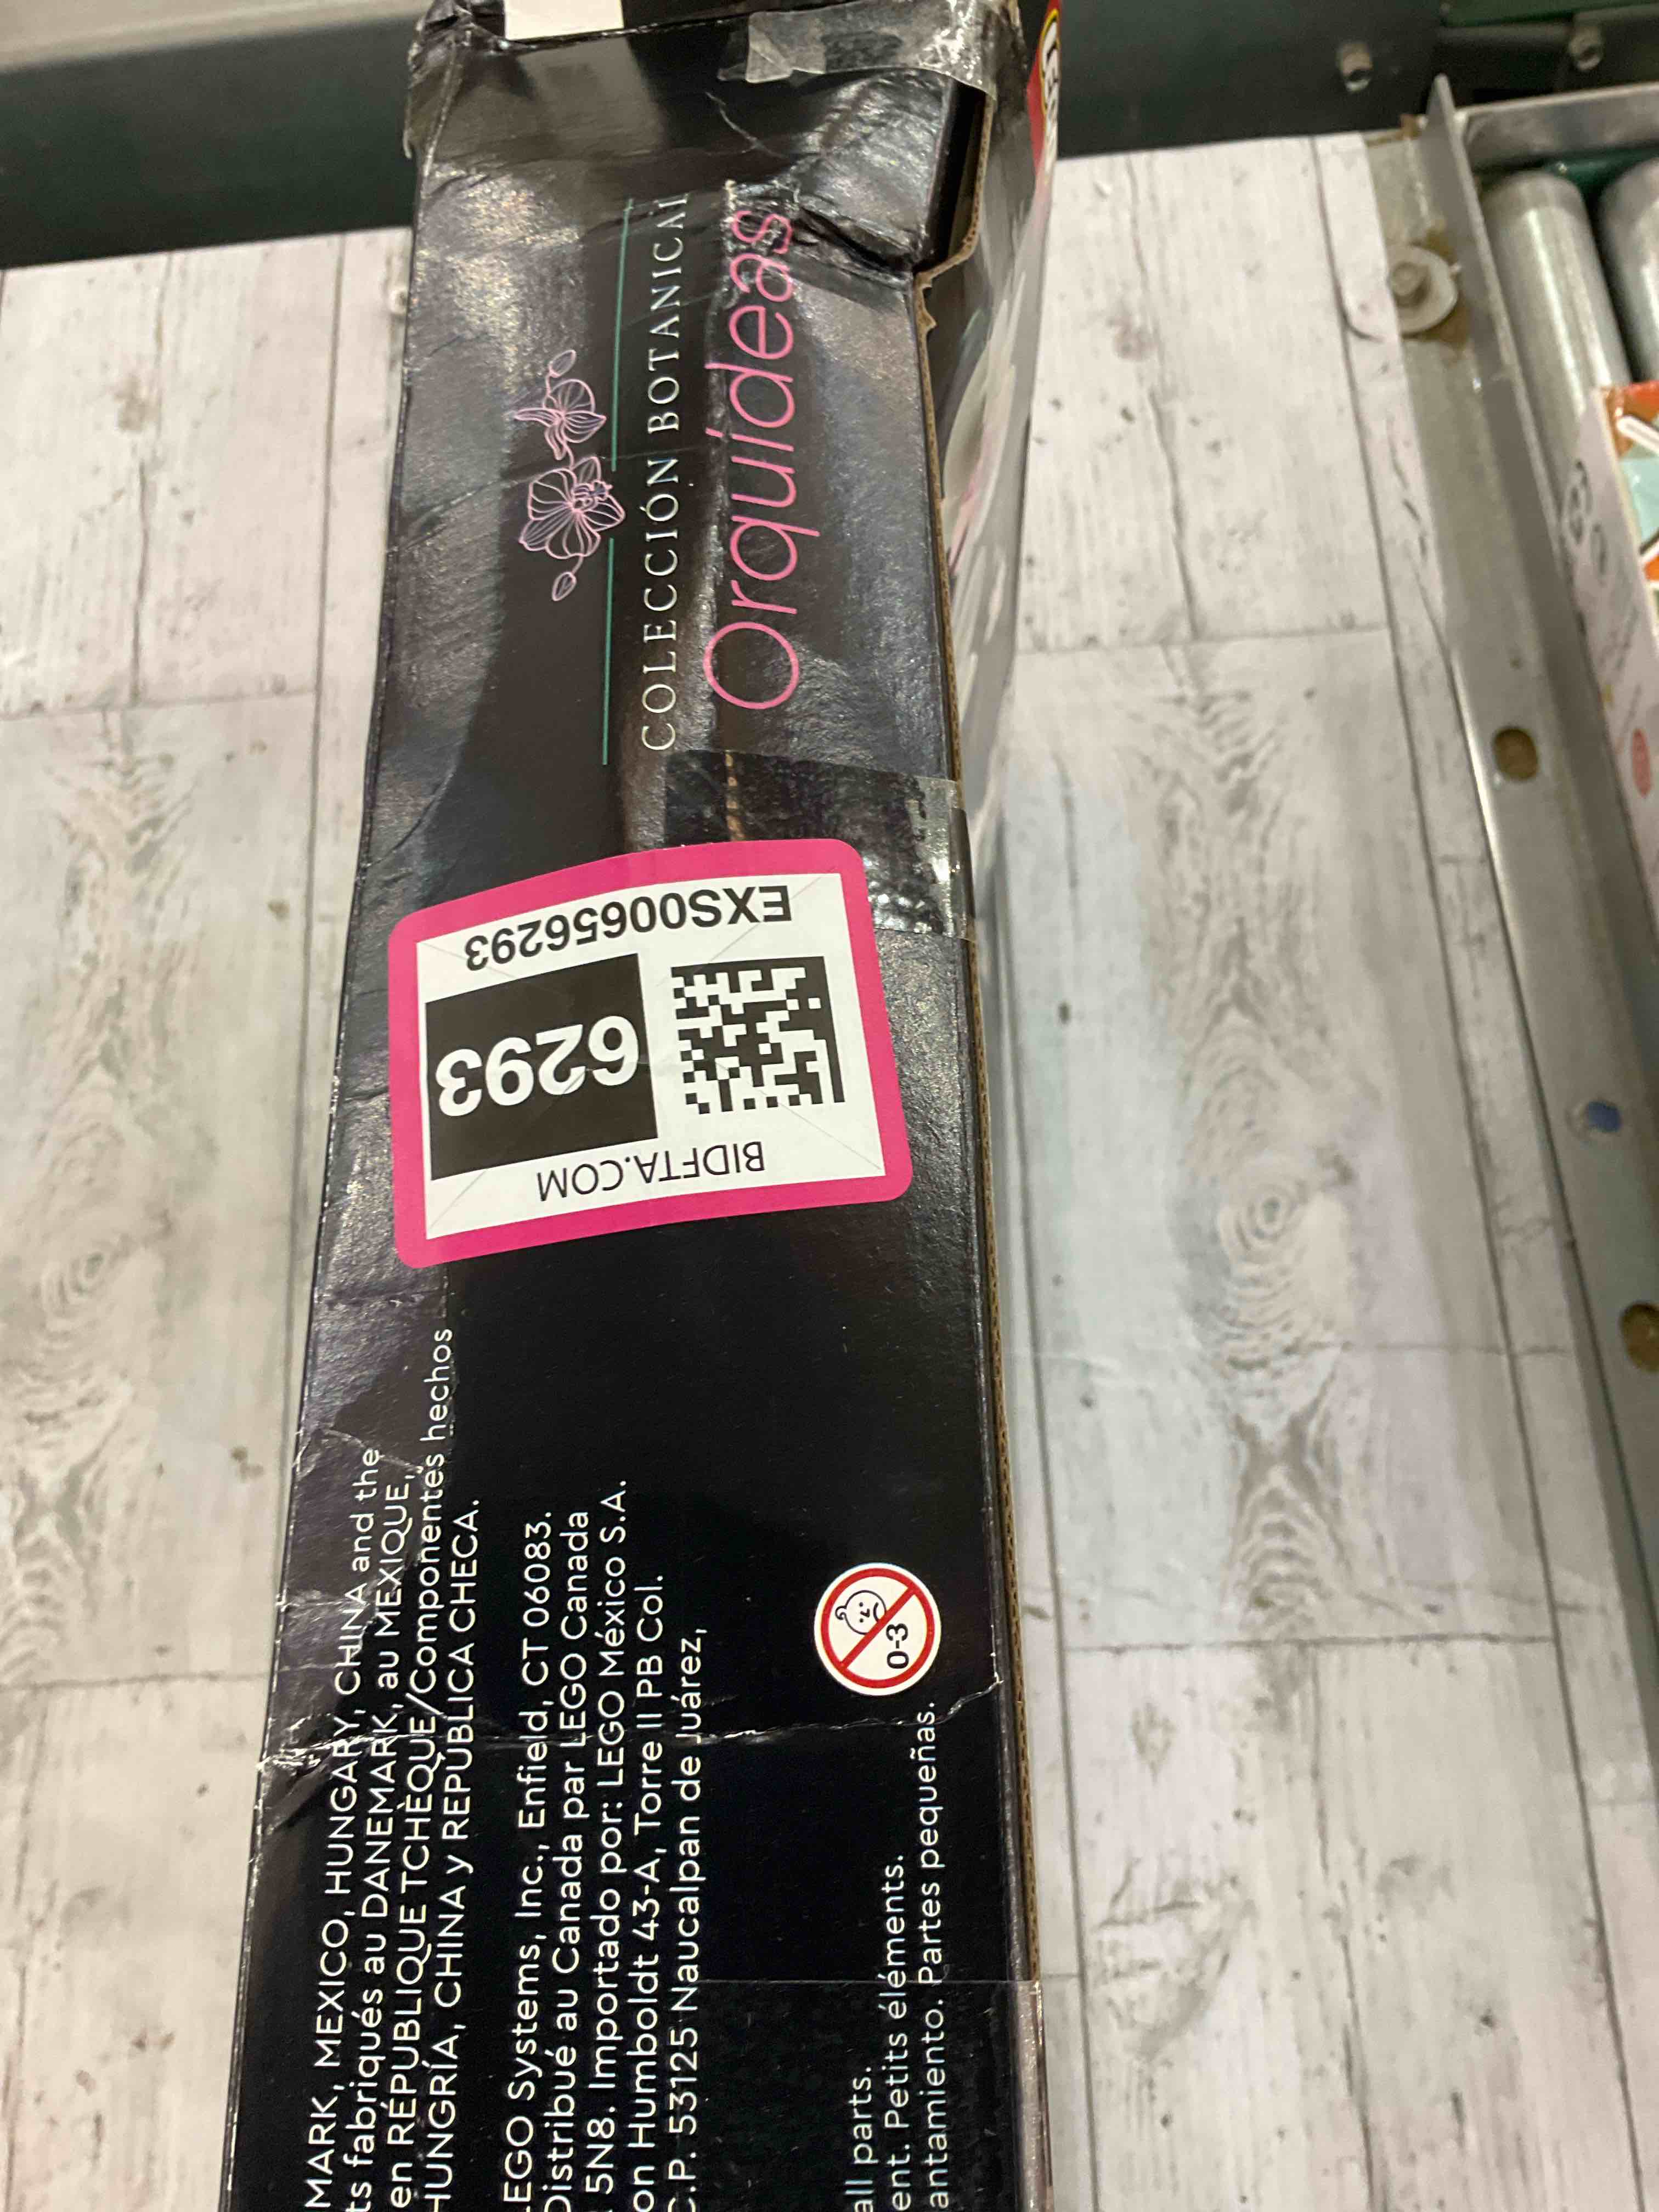 COLECCIÓN BOTANICAL
Orquídeas
EXS00656293
6293
BIDFTA.COM
MARK, MEXICO, HUNGARY, CHINA and the
ts fabriqués au DANEMARK, au MEXIQUE,
en RÉPUBLIQUE TCHÈQUE/Componentes hechos
HUNGRÍA, CHINA y REPÚBLICA CHECA.
LEGO Systems, Inc., Enfield, CT 06083.
Distribué au Canada par LEGO Canada
5N8. Importado por: LEGO México S.A.
on Humboldt 43-A, Torre II PB Col.
C.P. 53125 Naucalpan de Juárez,
0-3
all parts.
ent. Petits éléments.
antamiento. Partes pequeñas.